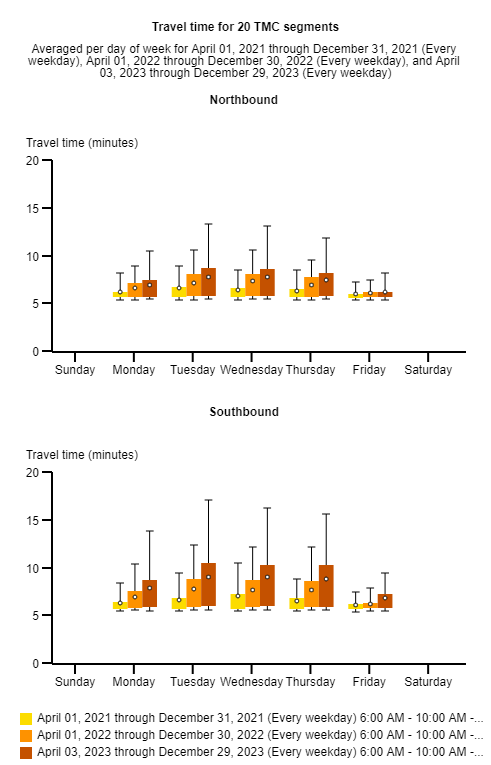 Travel time for 20 TMC segments
Averaged per day of week for April 01, 2021 through December 31, 2021 (Every
weekday), April 01, 2022 through December 30, 2022 (Every weekday), and April
03, 2023 through December 29, 2023 (Every weekday)
Northbound
Travel time (minutes)
20
15
10
5
0
Sunday Monday Tuesday Wednesday Thursday Friday Saturday
Southbound
Travel time (minutes)
20
15
10
5
0
Sunday Monday Tuesday Wednesday Thursday Friday Saturday
April 01, 2021 through December 31, 2021 (Every weekday) 6:00 AM - 10:00 AM -...
April 01, 2022 through December 30, 2022 (Every weekday) 6:00 AM - 10:00 AM -...
April 03, 2023 through December 29, 2023 (Every weekday) 6:00 AM - 10:00 AM -...